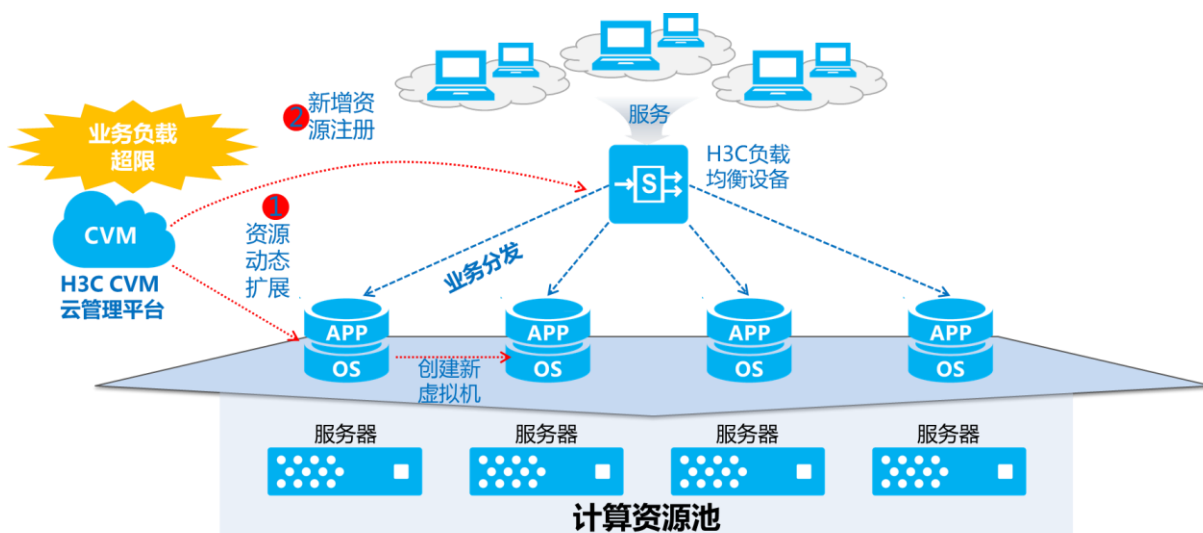 业务负载
超限
2
新增资
源注册
服务
S
H3C负载
均衡设备
1
资源
动态
扩展
CVM
H3C CVM
云管理平台
业务分发
APP
OS
APP
OS
APP
OS
APP
OS
创建新
虚拟机
服务器
服务器
服务器
服务器
计算资源池